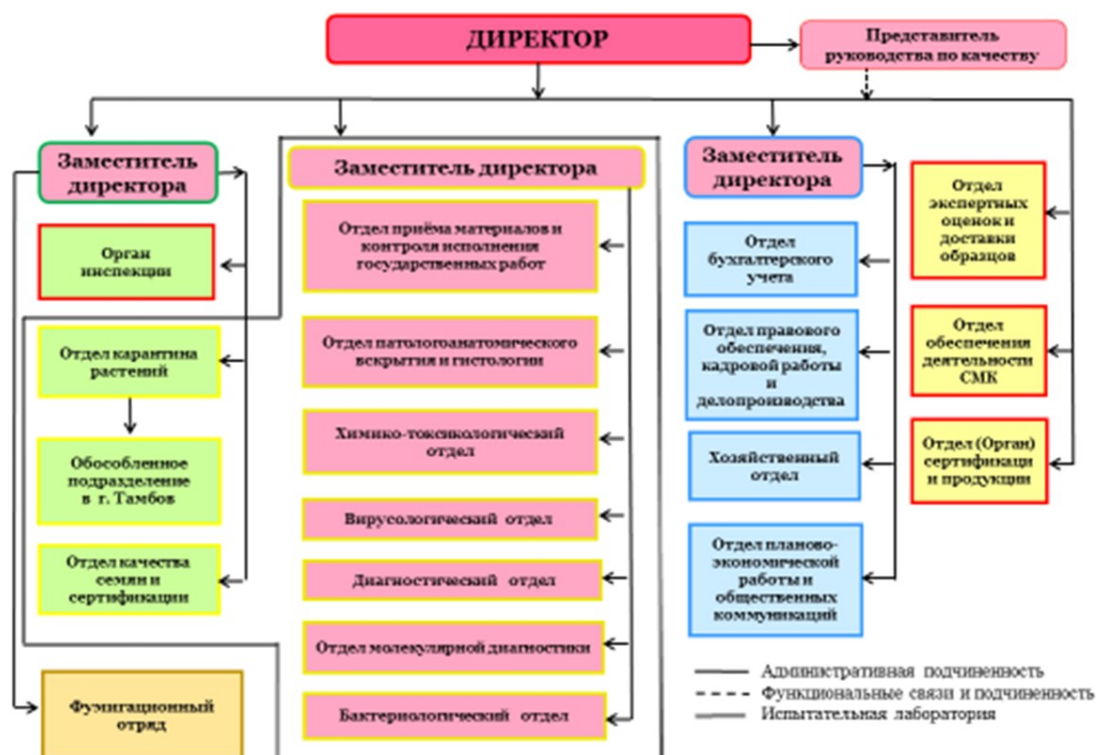 ДИРЕКТОР
Представитель
руководства по качеству
Заместитель
директора
Орган
инспекции
Отдел карантина
растений
Обособленное
подразделение
в г. Тамбов
Отдел качества
семян и
сертификации
Фумигационный
отряд
Заместитель директора
Отдел приёма материалов и
контроля исполнения
государственных работ
Отдел патологоанатомического
вскрытия и гистологии
Химико-токсикологический
отдел
Вирусологический отдел
Диагностический отдел
Отдел молекулярной диагностики
Бактериологический отдел
Заместитель
директора
Отдел
бухгалтерского
учета
Отдел правового
обеспечения,
кадровой работы
и
делопроизводства
Хозяйственный
отдел
Отдел планово-
экономической
работы и
общественных
коммуникаций
Отдел
экспертных
оценок и
доставки
образцов
Отдел
обеспечения
деятельности
СМК
Отдел (Орган)
сертификаци
и продукции
Административная подчиненность
Функциональные связи и подчиненность
Испытательная лаборатория